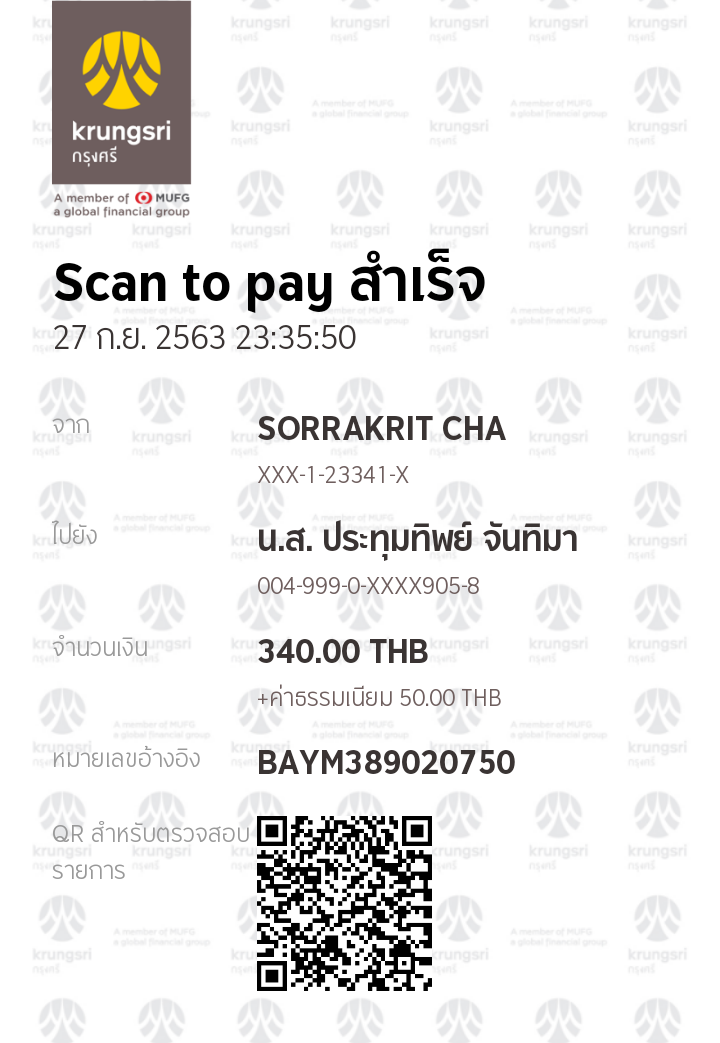 krungsri
กรุงศรี
A member of MUFG
a global financial group
Scan to pay สำเร็จ
27 ก.ย. 2563 23:35:50
จาก
SORRAKRIT CHA
XXX-1-23341-X
ไปยัง
น.ส. ประทุมทิพย์ จันทิมา
004-999-0-XXXX905-8
จำนวนเงิน
340.00 THB
+ค่าธรรมเนียม 50.00 THB
หมายเลขอ้างอิง
BAYM389020750
QR สำหรับตรวจสอบ
รายการ